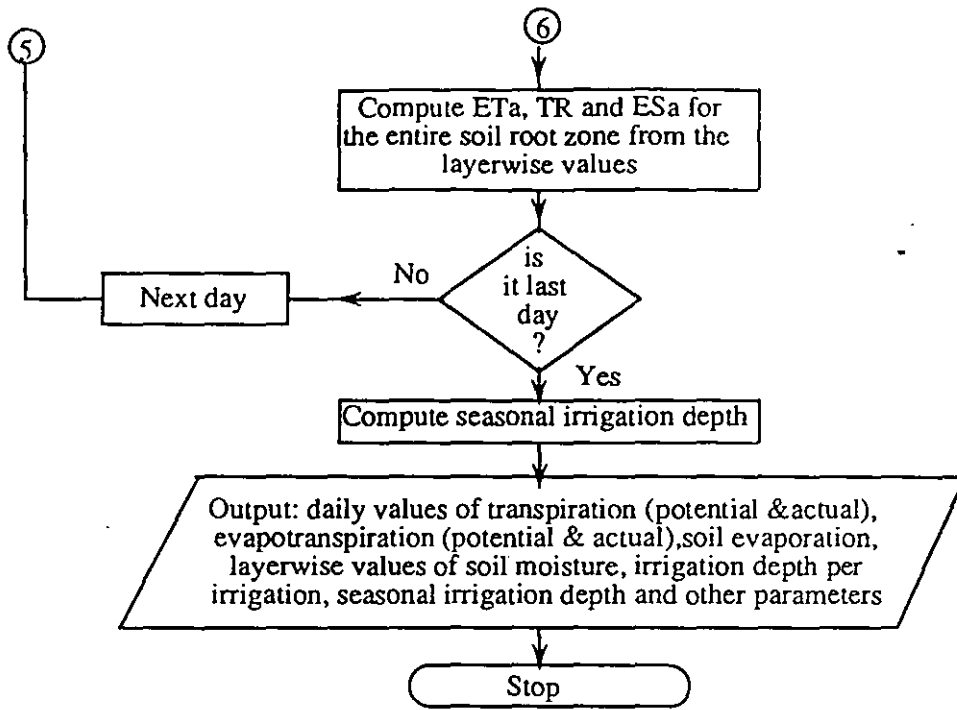 5
6
Compute ETa, TR and ESa for
the entire soil root zone from the
layerwise values
is
it last
day
?
No
Next day
Yes
Compute seasonal irrigation depth
Output: daily values of transpiration (potential &actual),
evapotranspiration (potential & actual),soil evaporation,
layerwise values of soil moisture, irrigation depth per
irrigation, seasonal irrigation depth and other parameters
Stop